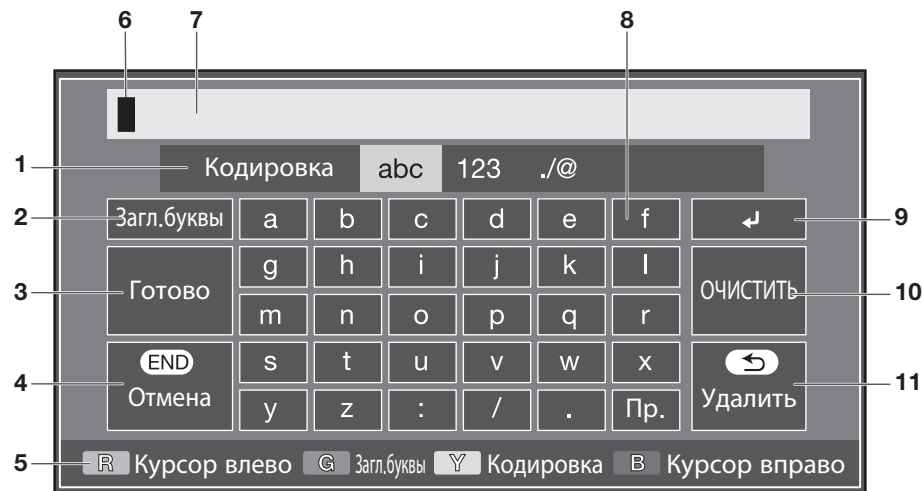 6 7 8
1 Кодировка abc 123 ./@
2 Загл.буквы a b c d e f ↲ 9
g h i j k l
3 Готово ОЧИСТИТЬ 10
m n o p q r
END s t u v w x
4 Отмена Удалить 11
y z : / . Пр.
5 R Курсор влево G Загл.буквы Y Кодировка B Курсор вправо